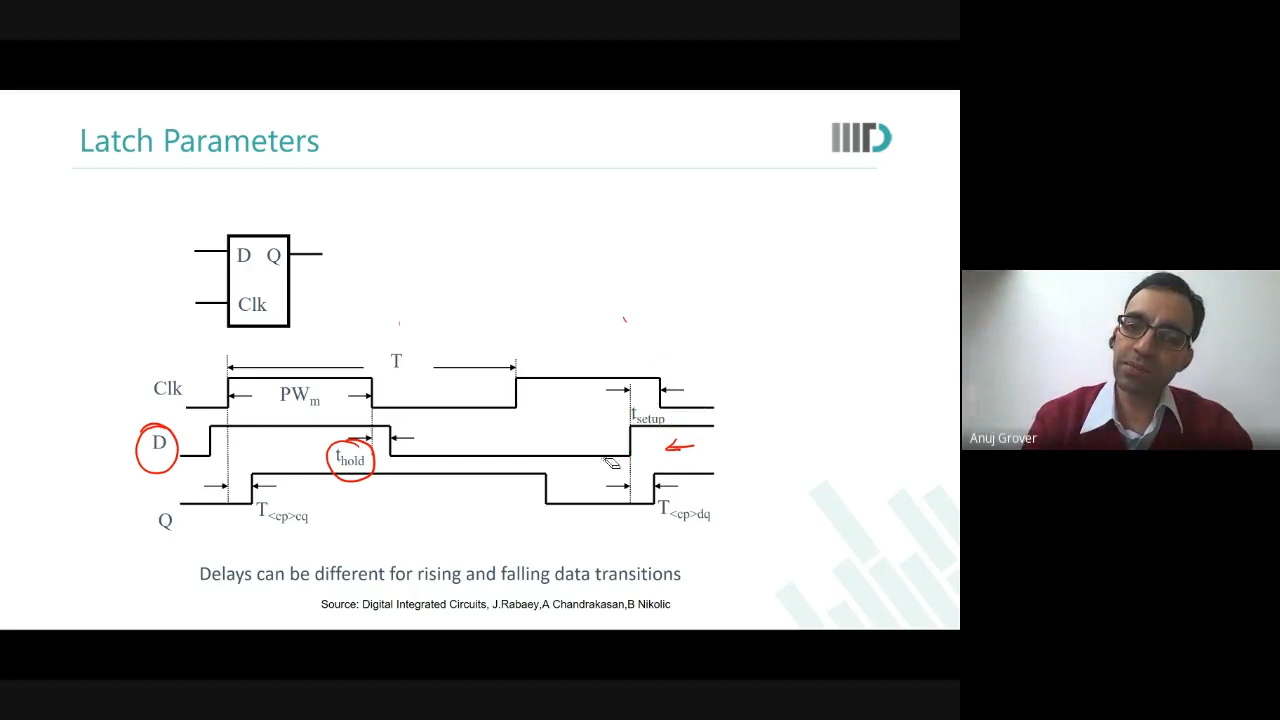 Latch Parameters
IIITD
D Q
Clk
T
Clk
PWm
tsetup
D
thold
T<cp>cq
T<cp>dq
Q
Anuj Grover
Delays can be different for rising and falling data transitions
Source: Digital Integrated Circuits, J.Rabaey,A Chandrakasan,B Nikolic